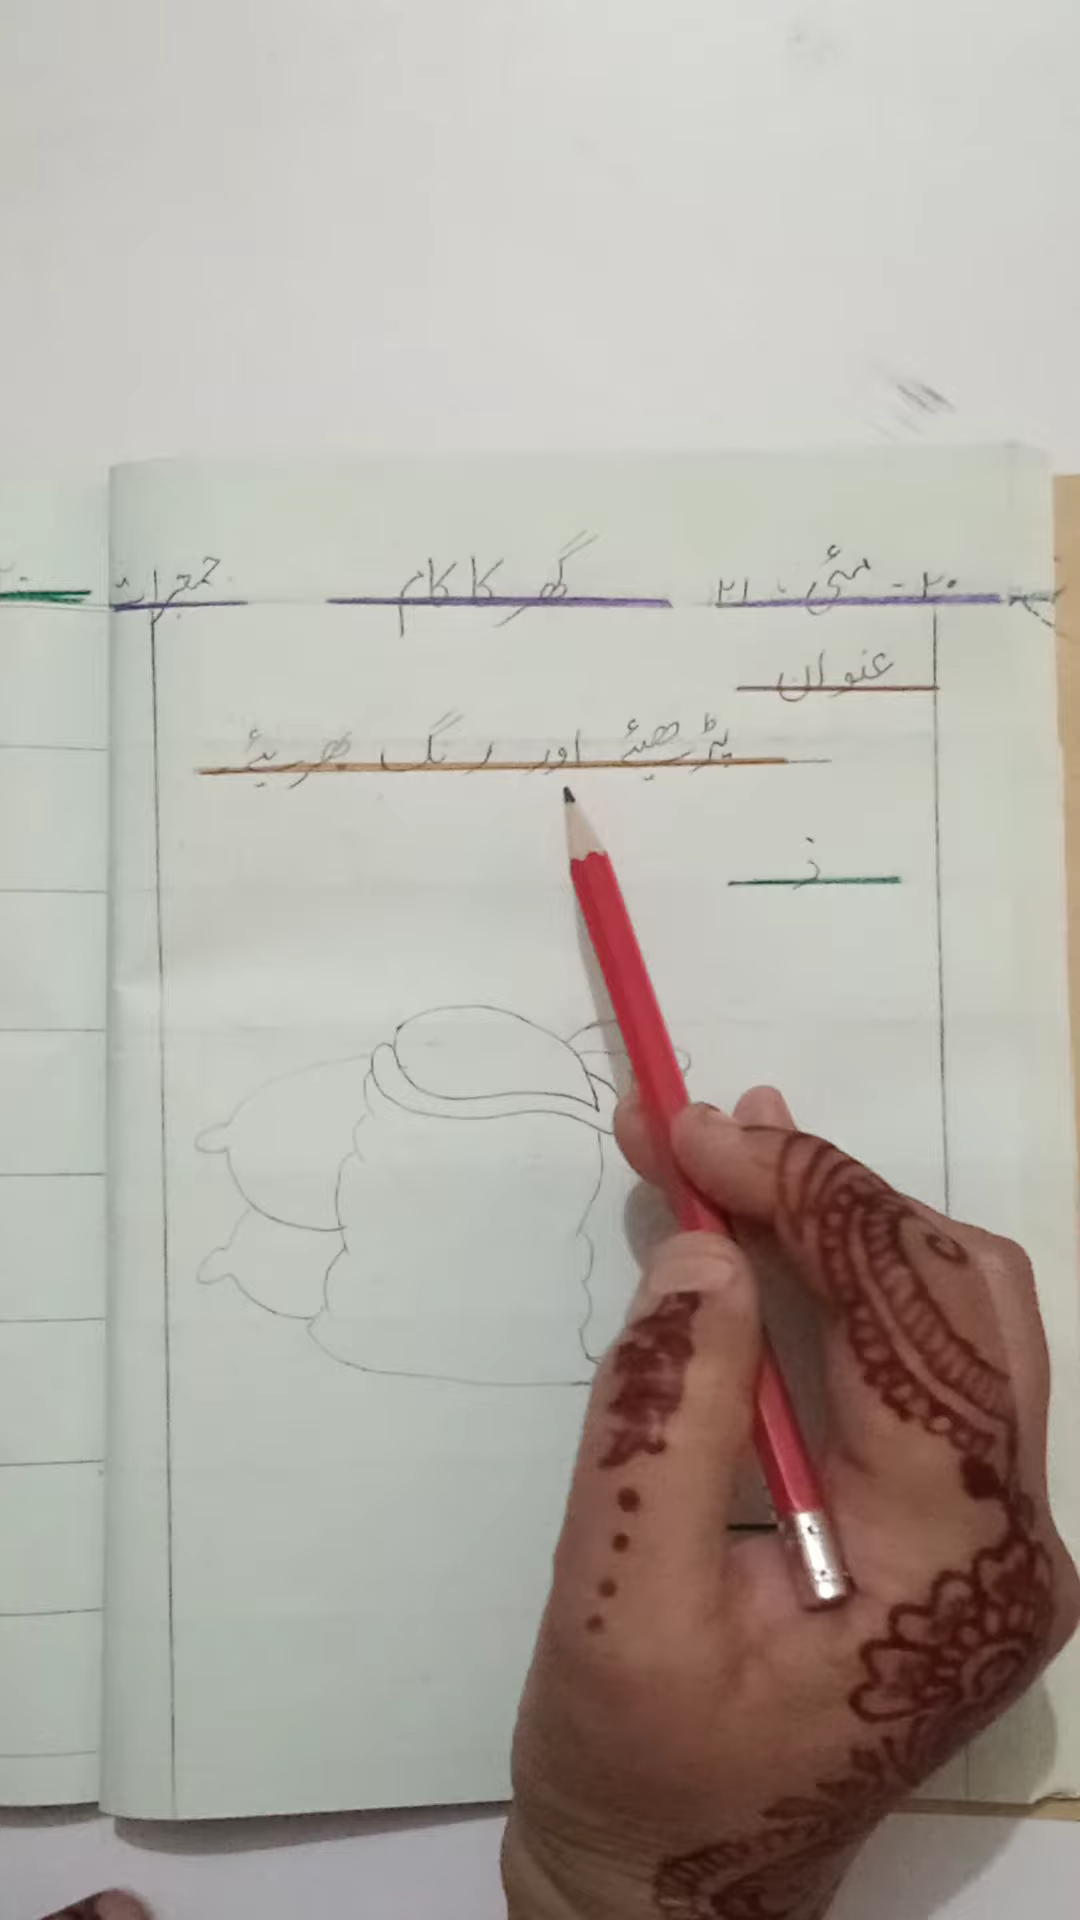 ۲۰ - مئی ، ۲۱ گھر کا کام جمعرات
عنوان
پڑھیئے اور رنگ بھریئے
ذ